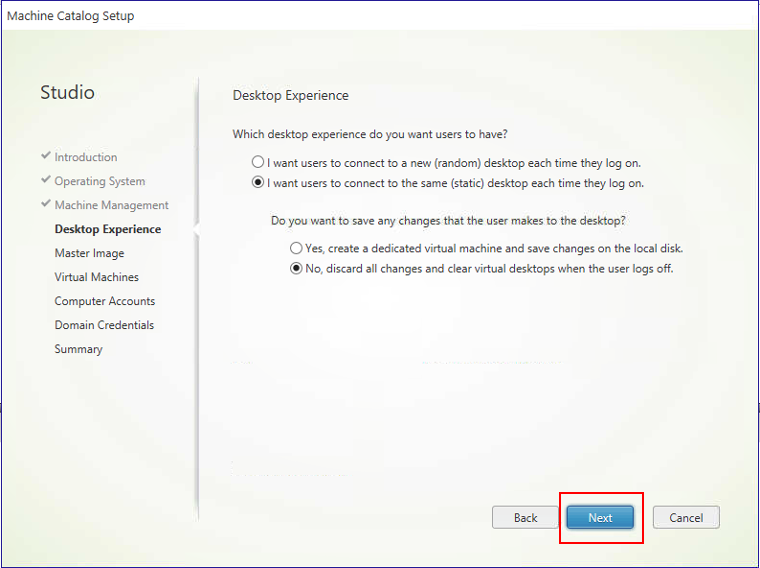 Machine Catalog Setup
Studio
Introduction
Operating System
Machine Management
Desktop Experience
Master Image
Virtual Machines
Computer Accounts
Domain Credentials
Summary
Desktop Experience
Which desktop experience do you want users to have?
I want users to connect to a new (random) desktop each time they log on.
I want users to connect to the same (static) desktop each time they log on.
Do you want to save any changes that the user makes to the desktop?
Yes, create a dedicated virtual machine and save changes on the local disk.
No, discard all changes and clear virtual desktops when the user logs off.
Back
Next
Cancel